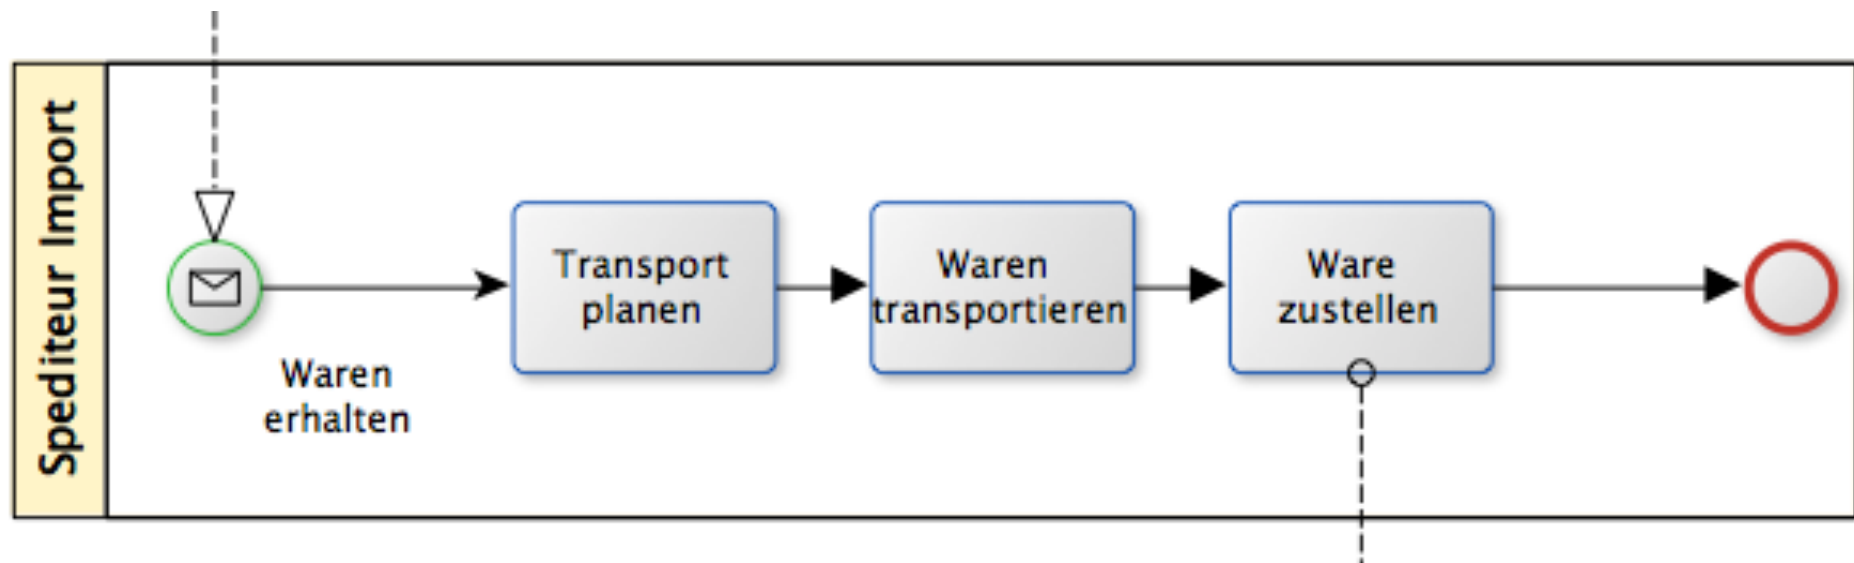 Spediteur Import
Waren
erhalten
Transport
planen
Waren
transportieren
Ware
zustellen